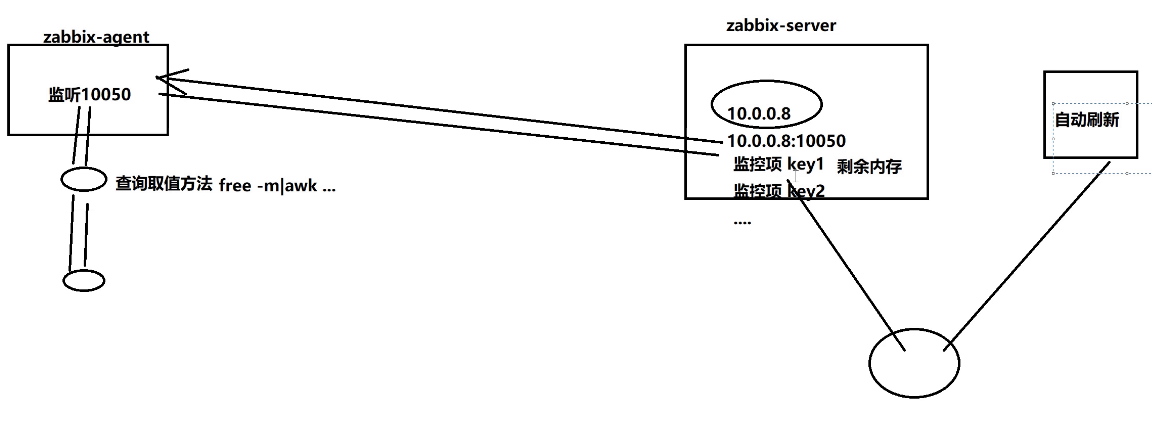 zabbix-agent
监听10050
查询取值方法 free -m|awk ...
zabbix-server
10.0.0.8
10.0.0.8:10050
监控项 key1 剩余内存
监控项 key2
....
自动刷新